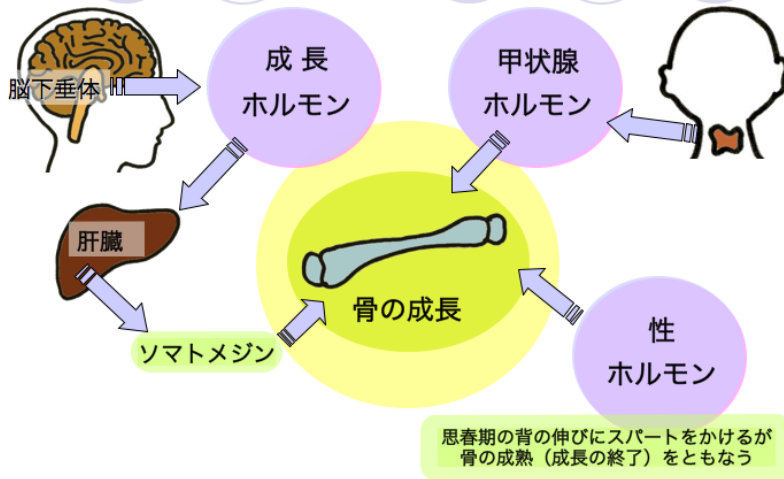 脳下垂体
成長
ホルモン
甲状腺
ホルモン
肝臓
ソマトメジン
骨の成長
性
ホルモン
思春期の背の伸びにスパートをかけるが
骨の成熟（成長の終了）をともなう